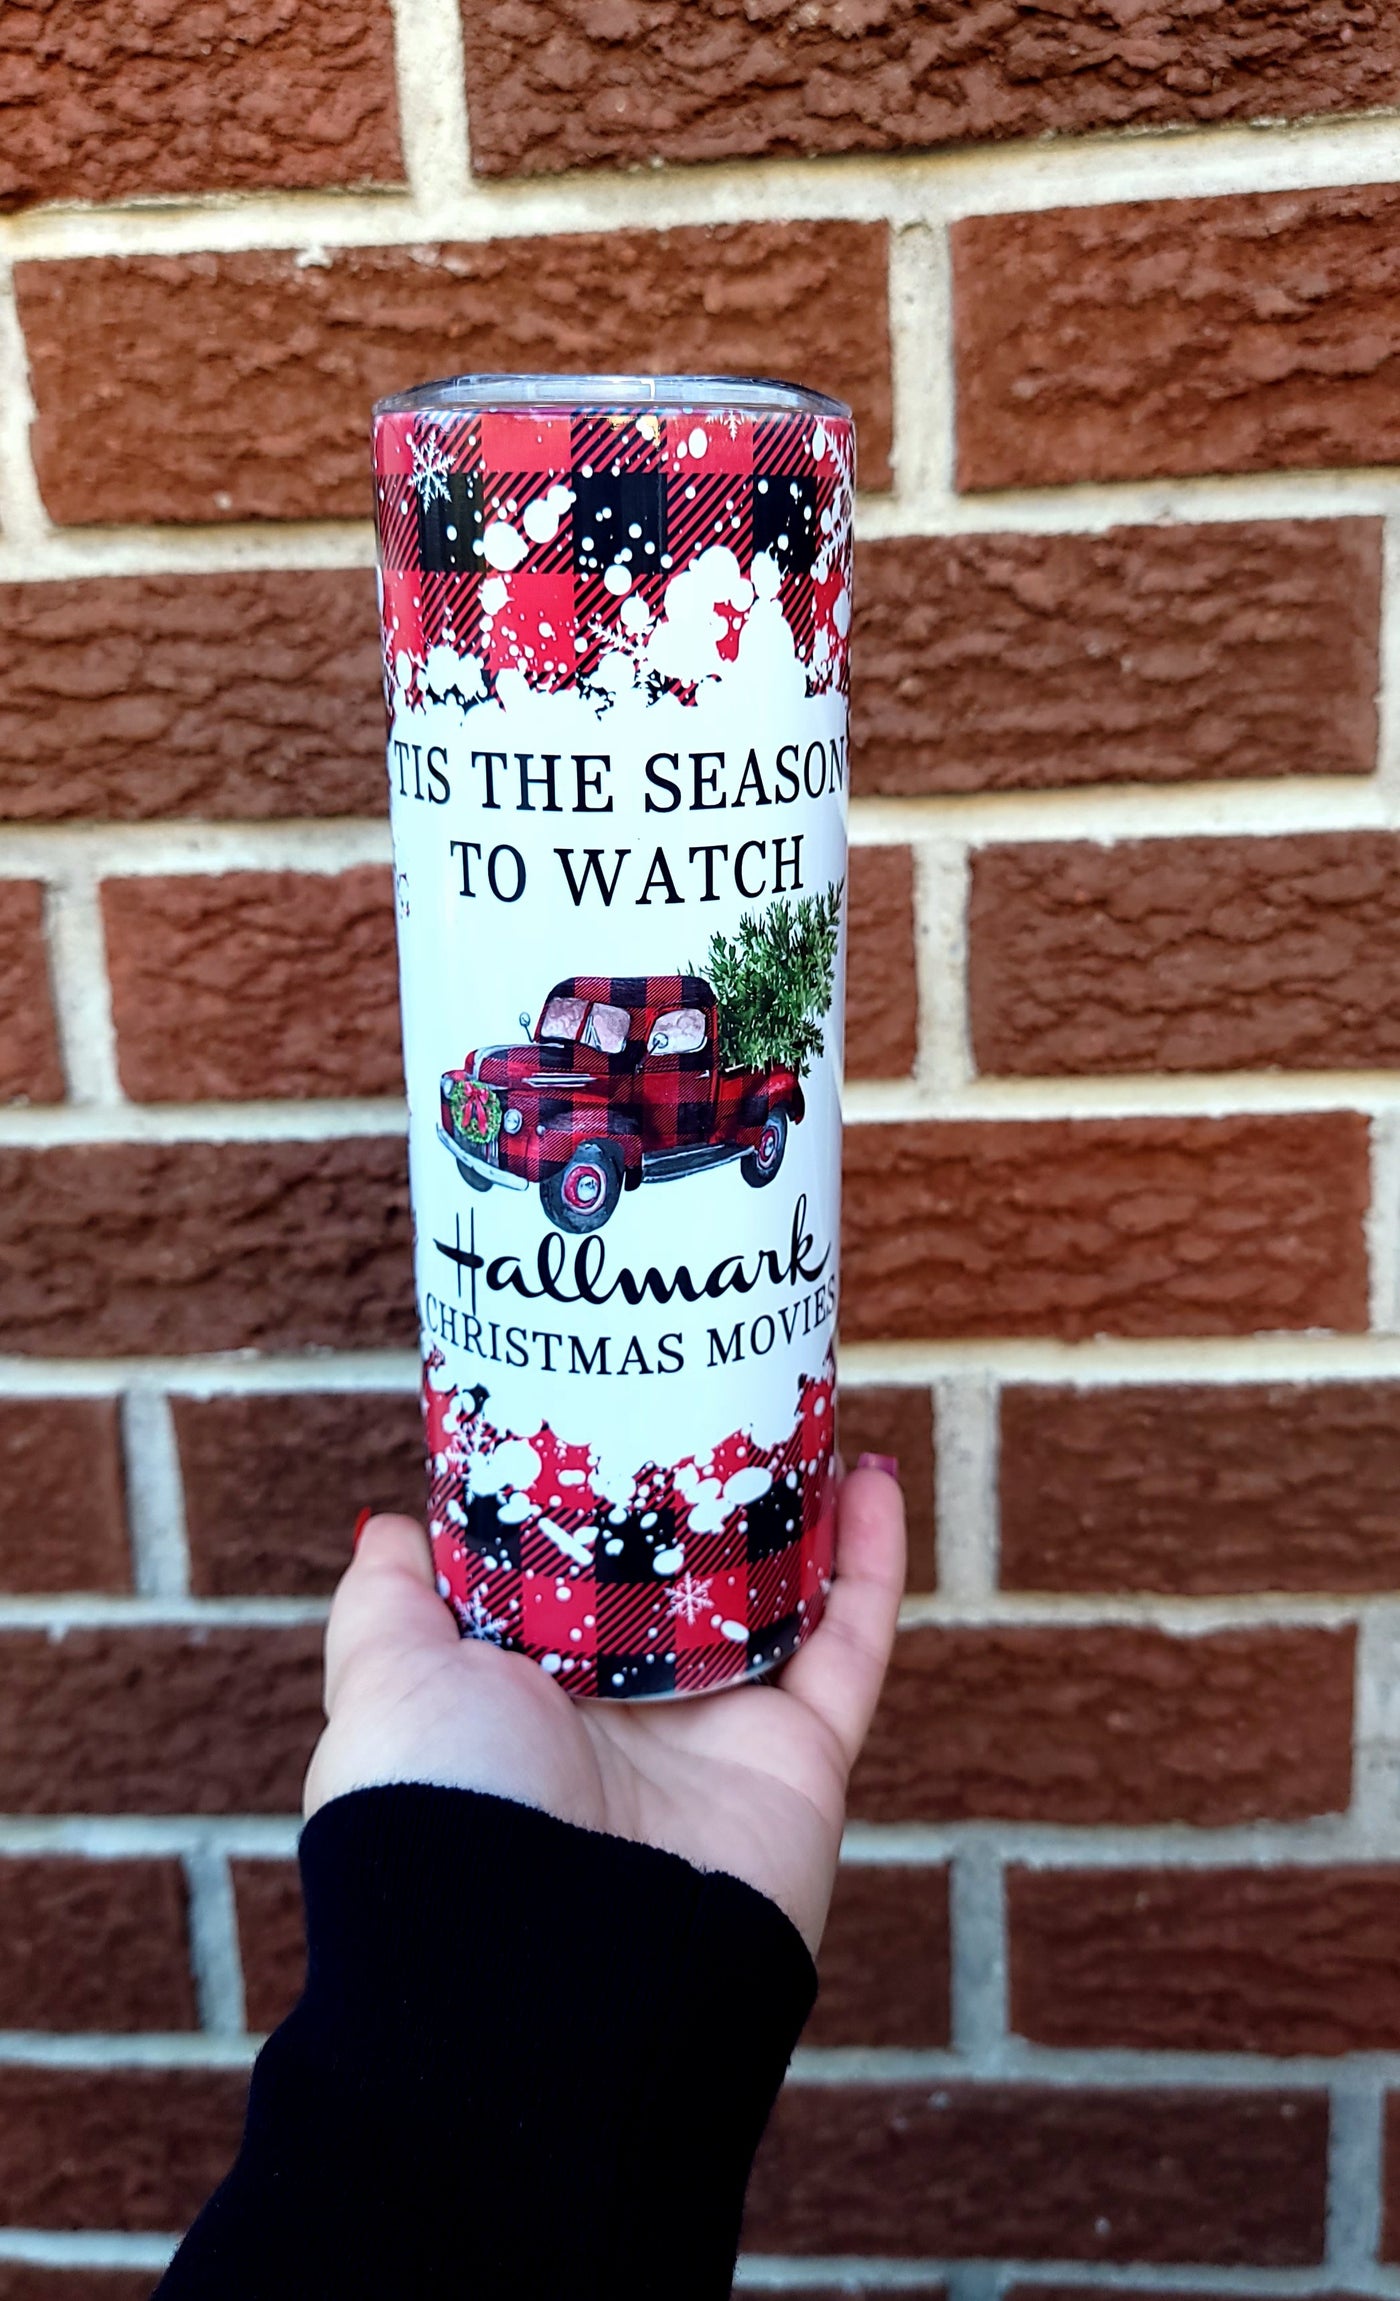 TIS THE SEASON
TO WATCH
Hallmark
CHRISTMAS MOVIES